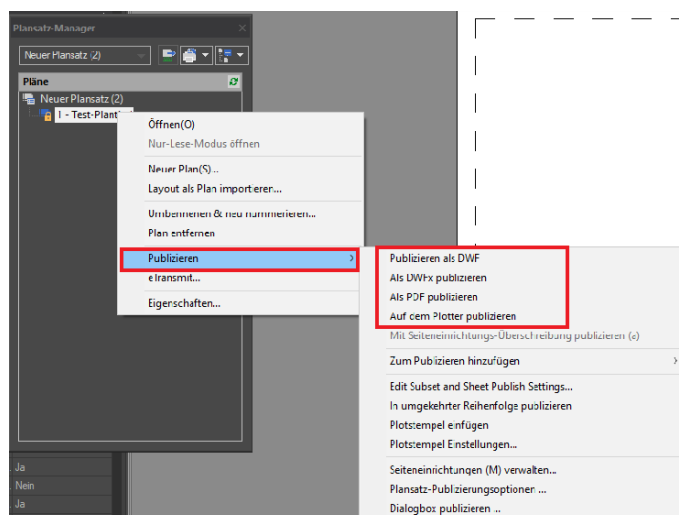 Plansatz-Manager
Neuer Plansatz (2)
Pläne
Neuer Plansatz (2)
1 - Test-Plant
Öffnen(O)
Nur-Lese-Modus öffnen
Neuer Plan(S)...
Layout als Plan importieren...
Umbenennen & neu nummerieren...
Plan entfernen
Publizieren
eTransmit...
Eigenschaften...
Publizieren als DWF
Als DWFx publizieren
Als PDF publizieren
Auf dem Plotter publizieren
Mit Seiteneinrichtungs-Überschreibung publizieren (a)
Zum Publizieren hinzufügen
Edit Subset and Sheet Publish Settings...
In umgekehrter Reihenfolge publizieren
Plotstempel einfügen
Plotstempel Einstellungen...
Seiteneinrichtungen (M) verwalten...
Plansatz-Publizierungsoptionen ...
Dialogbox publizieren ...
Ja
Nein
Ja